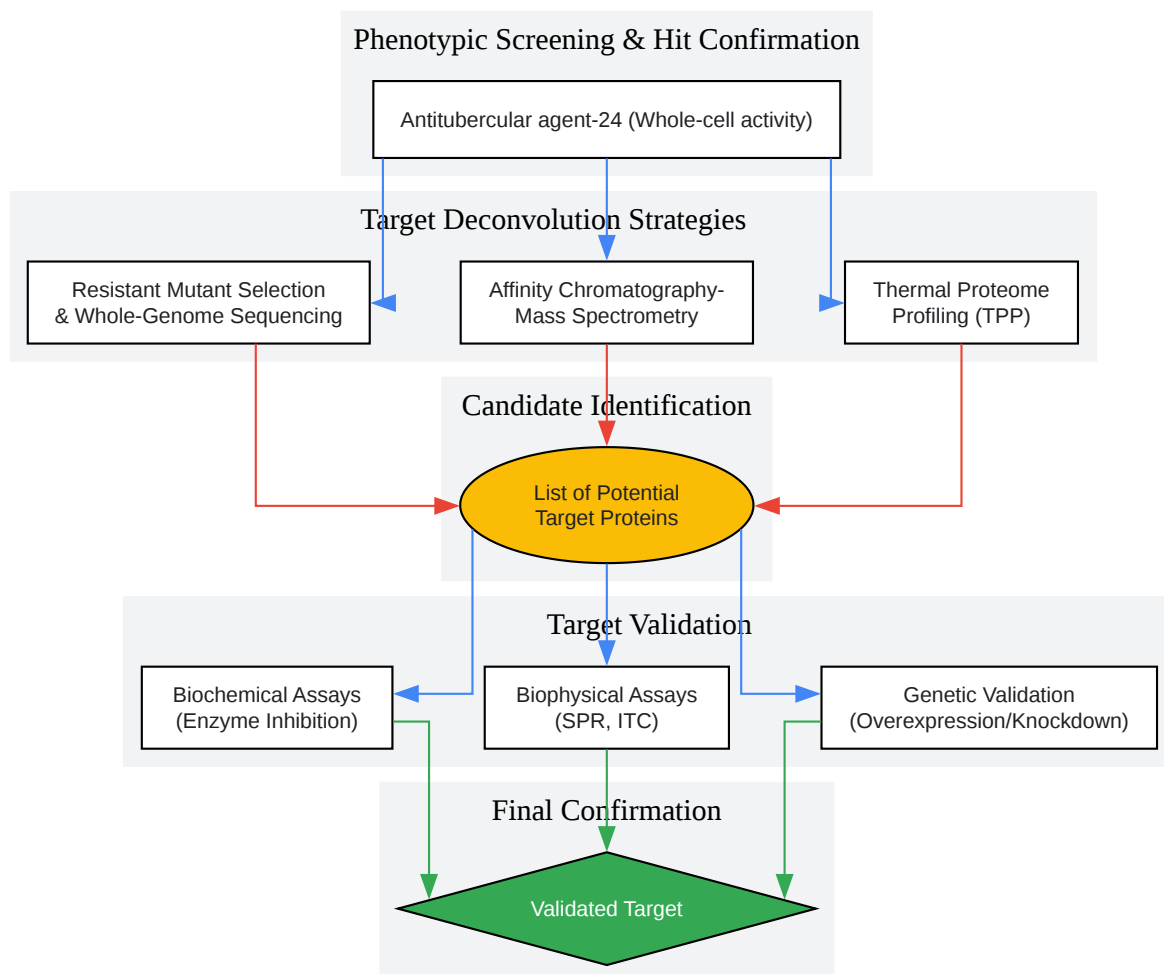 Phenotypic Screening & Hit Confirmation
Antitubercular agent-24 (Whole-cell activity)
Target Deconvolution Strategies
Resistant Mutant Selection
& Whole-Genome Sequencing
Affinity Chromatography-
Mass Spectrometry
Thermal Proteome
Profiling (TPP)
Candidate Identification
List of Potential
Target Proteins
Target Validation
Biochemical Assays
(Enzyme Inhibition)
Biophysical Assays
(SPR, ITC)
Genetic Validation
(Overexpression/Knockdown)
Final Confirmation
Validated Target